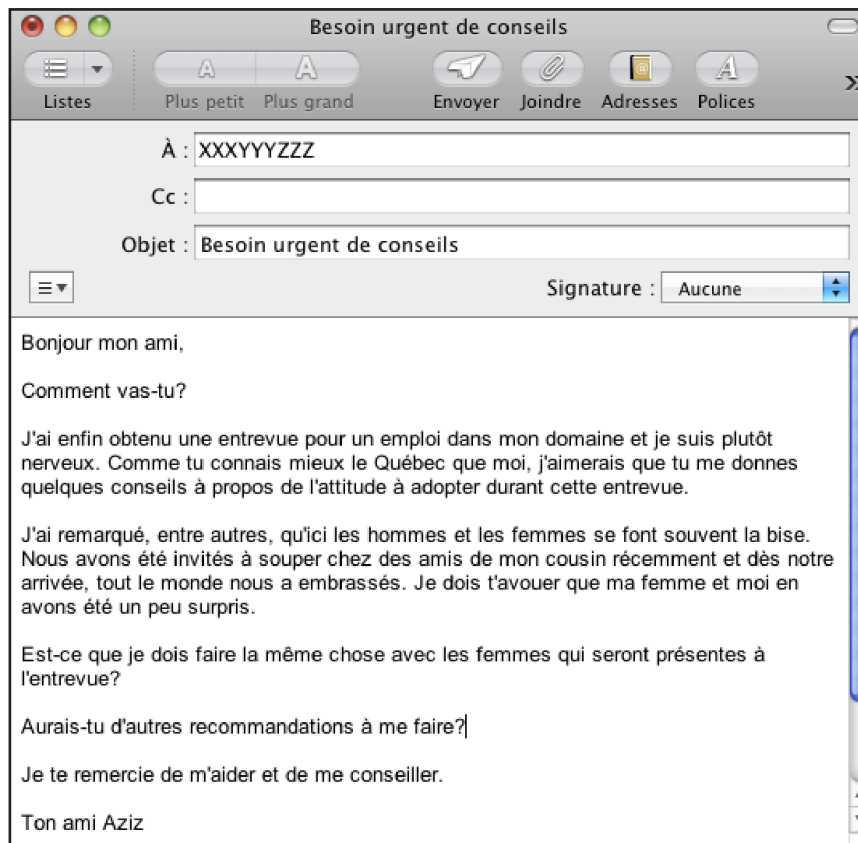 Besoin urgent de conseils
Listes Plus petit Plus grand Envoyer Joindre Adresses Polices
À : XXXYYYZZZ
Cc :
Objet : Besoin urgent de conseils
Signature : Aucune
Bonjour mon ami,
Comment vas-tu?
J'ai enfin obtenu une entrevue pour un emploi dans mon domaine et je suis plutôt
nerveux. Comme tu connais mieux le Québec que moi, j'aimerais que tu me donnes
quelques conseils à propos de l'attitude à adopter durant cette entrevue.
J'ai remarqué, entre autres, qu'ici les hommes et les femmes se font souvent la bise.
Nous avons été invités à souper chez des amis de mon cousin récemment et dès notre
arrivée, tout le monde nous a embrassés. Je dois t'avouer que ma femme et moi en
avons été un peu surpris.
Est-ce que je dois faire la même chose avec les femmes qui seront présentes à
l'entrevue?
Aurais-tu d'autres recommandations à me faire?
Je te remercie de m'aider et de me conseiller.
Ton ami Aziz